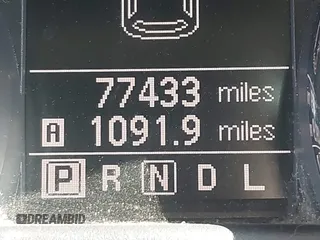 77433 miles
A 1091.9 miles
P R N D L
DREAMBID